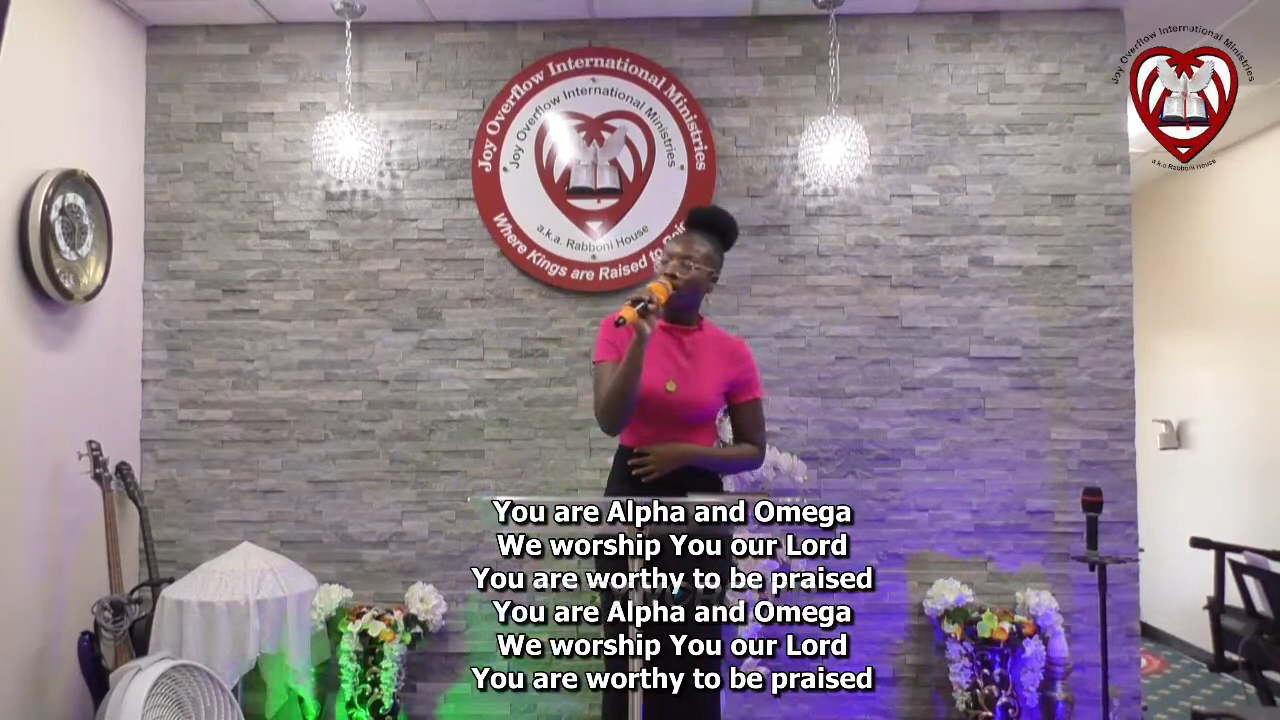 Joy Overflow International Ministries
Joy Overflow International Ministries
a.k.a. Rabboni House
Where Kings are Raised to
Joy Overflow International Ministries
a.k.a Rabboni House
You are Alpha and Omega
We worship You our Lord
You are worthy to be praised
You are Alpha and Omega
We worship You our Lord
You are worthy to be praised